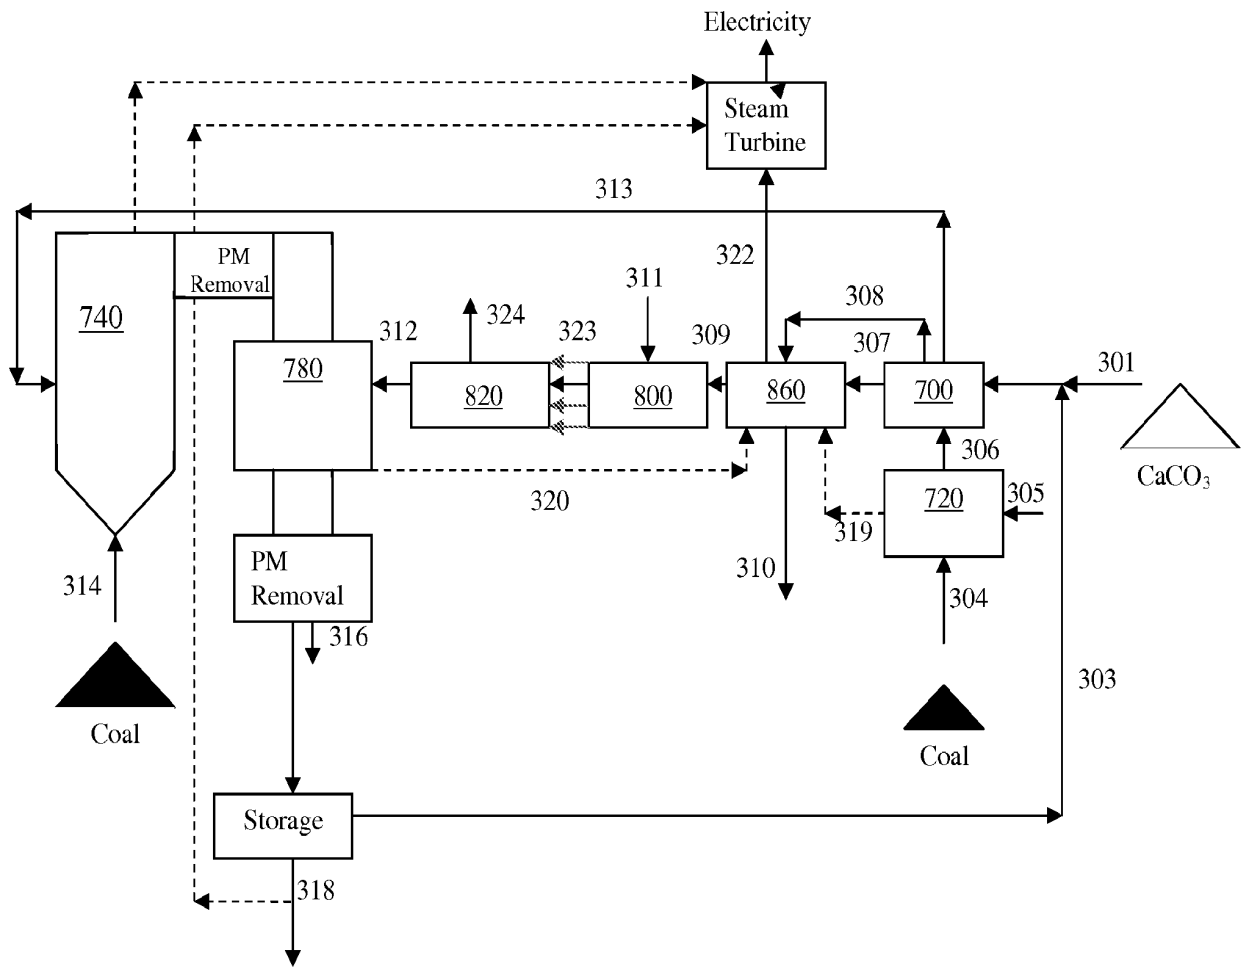 Electricity
Steam
Turbine
313
PM
Removal
322
311
308
740
324
323
309
307
312
301
780
820
800
860
700
CaCO₃
306
305
720
320
319
PM
Removal
310
304
314
316
303
Coal
Coal
Storage
318